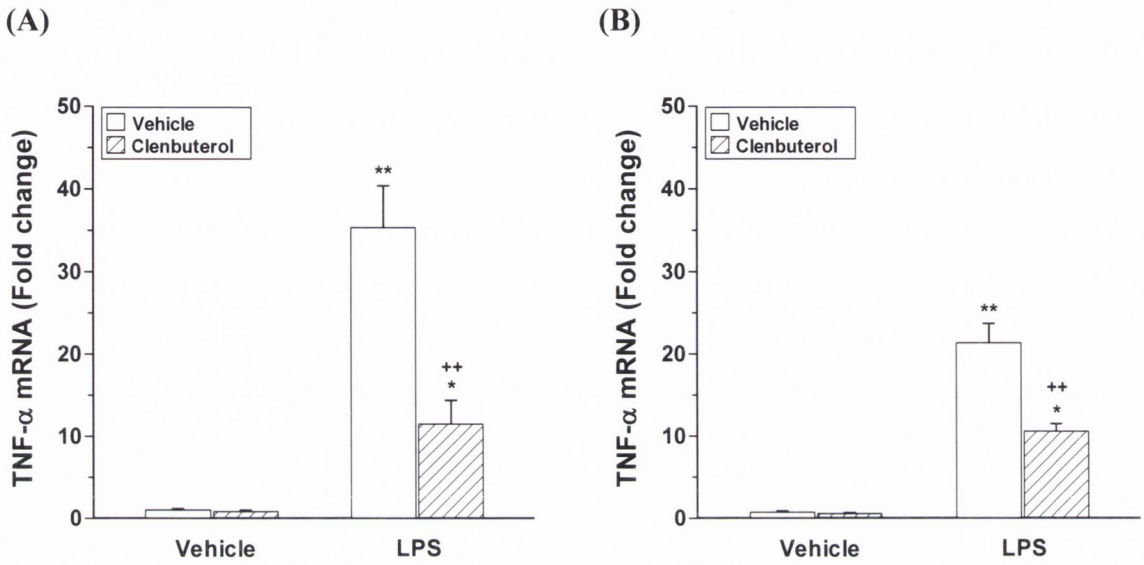 (A)
TNF-α mRNA (Fold change)
50
40
30
20
10
0
Vehicle
Clenbuterol
**
++
*
Vehicle
LPS
(B)
TNF-α mRNA (Fold change)
50
40
30
20
10
0
Vehicle
Clenbuterol
**
++
*
Vehicle
LPS